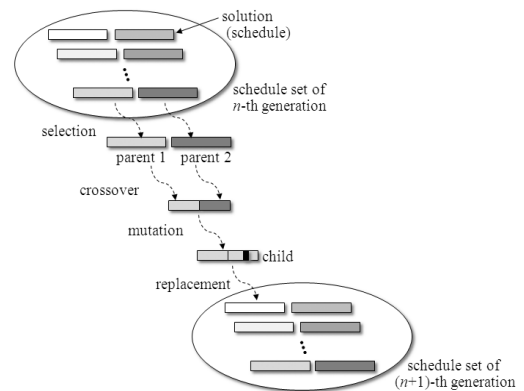 solution
(schedule)
schedule set of
n-th generation
selection
parent 1 parent 2
crossover
mutation
child
replacement
schedule set of
(n+1)-th generation